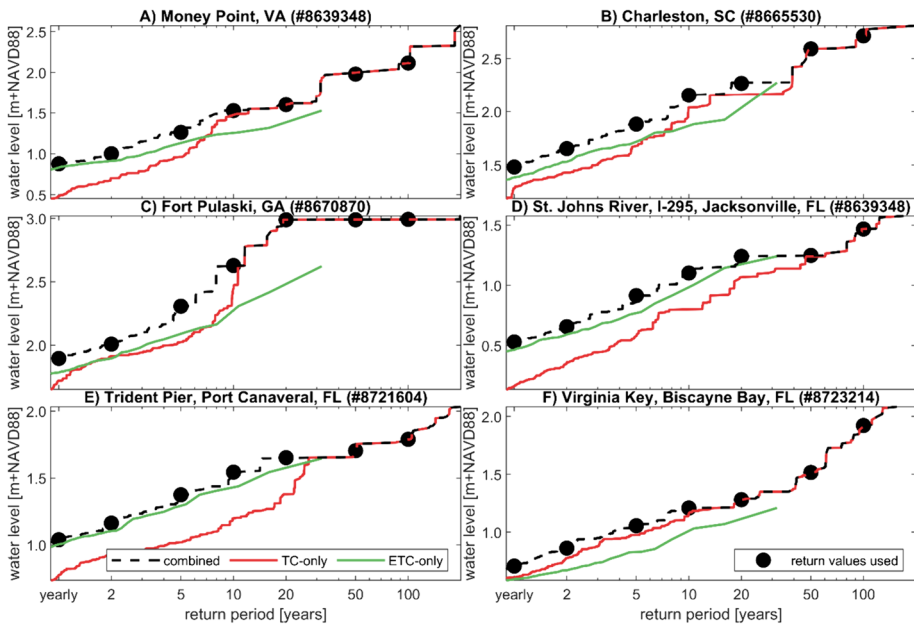 A) Money Point, VA (#8639348)
B) Charleston, SC (#8665530)
water level [m+NAVD88]
2.5
2.0
1.5
1.0
0.5
water level [m+NAVD88]
2.5
2.0
1.5
C) Fort Pulaski, GA (#8670870)
D) St. Johns River, I-295, Jacksonville, FL (#8639348)
water level [m+NAVD88]
3.0
2.5
2.0
water level [m+NAVD88]
1.5
1.0
0.5
E) Trident Pier, Port Canaveral, FL (#8721604)
F) Virginia Key, Biscayne Bay, FL (#8723214)
water level [m+NAVD88]
2.0
1.5
1.0
water level [m+NAVD88]
2.0
1.5
1.0
combined TC-only ETC-only
return values used
yearly 2 5 10 20 50 100
yearly 2 5 10 20 50 100
return period [years]
return period [years]